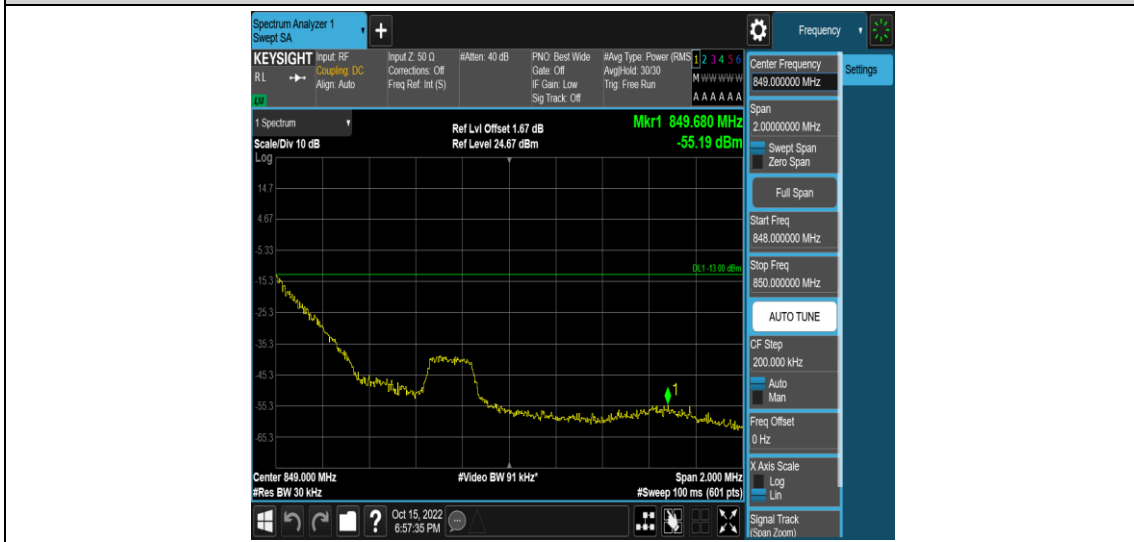 Spectrum Analyzer 1
Swept SA
+
Frequency
KEYSIGHT
RL
Input: RF
Coupling: DC
Align: Auto
Input Z: 50 Ω
Corrections: Off
Freq Ref: Int (S)
#Atten: 40 dB
PNO: Best Wide
Gate: Off
IF Gain: Low
Sig Track: Off
#Avg Type: Power (RMS
Avg|Hold: 30/30
Trig: Free Run
1 2 3 4 5 6
M W W W W W
A A A A A A
1 Spectrum
Scale/Div 10 dB
Log
Ref Lvl Offset 1.67 dB
Ref Level 24.67 dBm
Mkr1 849.680 MHz
-55.19 dBm
14.7
4.67
-5.33
-15.3
-25.3
-35.3
-45.3
-55.3
-65.3
DL1 -13.00 dBm
1
Center 849.000 MHz
#Res BW 30 kHz
#Video BW 91 kHz*
Span 2.000 MHz
#Sweep 100 ms (601 pts)
Center Frequency
849.000000 MHz
Settings
Span
2.00000000 MHz
Swept Span
Zero Span
Full Span
Start Freq
848.000000 MHz
Stop Freq
850.000000 MHz
AUTO TUNE
CF Step
200.000 kHz
Auto
Man
Freq Offset
0 Hz
X Axis Scale
Log
Lin
Signal Track
(Span Zoom)
?
Oct 15, 2022
6:57:35 PM